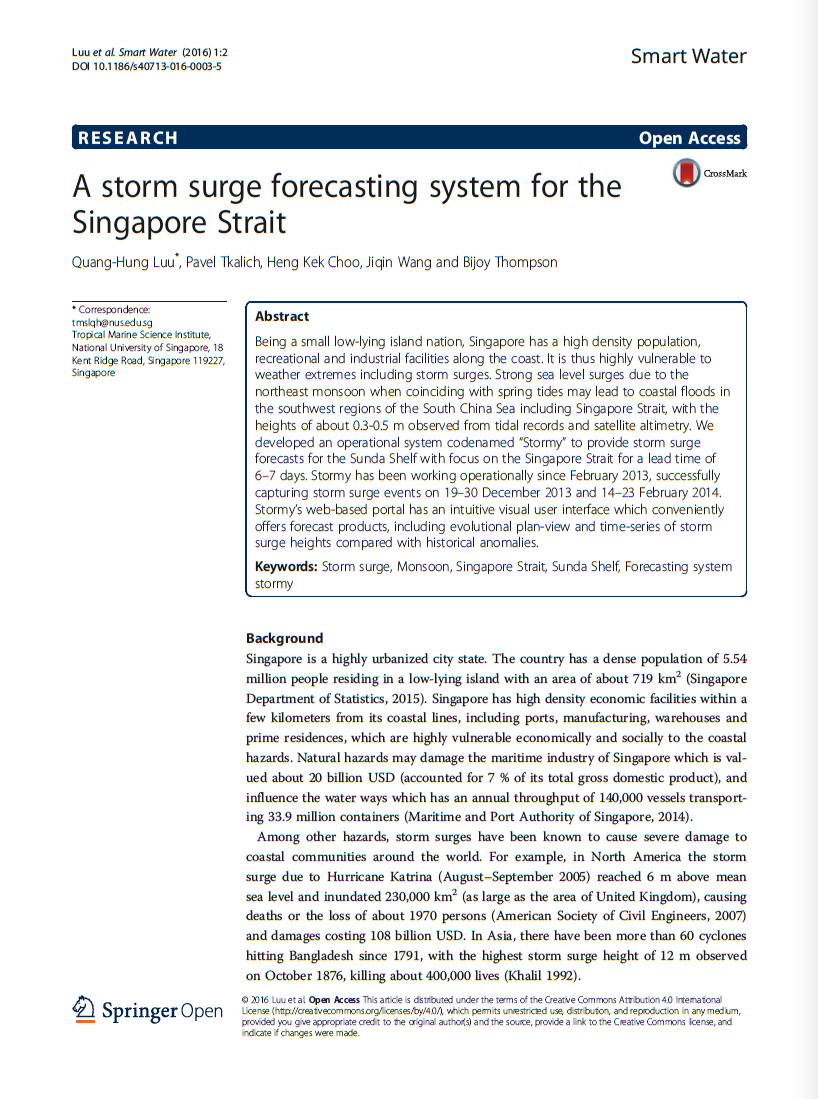 Luu et al. Smart Water (2016) 1:2
DOI 10.1186/s40713-016-0003-5
Smart Water
RESEARCH
Open Access
CrossMark
A storm surge forecasting system for the
Singapore Strait
Quang-Hung Luu*, Pavel Tkalich, Heng Kek Choo, Jiqin Wang and Bijoy Thompson
* Correspondence:
tmslqh@nus.edu.sg
Tropical Marine Science Institute,
National University of Singapore, 18
Kent Ridge Road, Singapore 119227,
Singapore
Abstract
Being a small low-lying island nation, Singapore has a high density population,
recreational and industrial facilities along the coast. It is thus highly vulnerable to
weather extremes including storm surges. Strong sea level surges due to the
northeast monsoon when coinciding with spring tides may lead to coastal floods in
the southwest regions of the South China Sea including Singapore Strait, with the
heights of about 0.3-0.5 m observed from tidal records and satellite altimetry. We
developed an operational system codenamed “Stormy” to provide storm surge
forecasts for the Sunda Shelf with focus on the Singapore Strait for a lead time of
6–7 days. Stormy has been working operationally since February 2013, successfully
capturing storm surge events on 19–30 December 2013 and 14–23 February 2014.
Stormy’s web-based portal has an intuitive visual user interface which conveniently
offers forecast products, including evolutional plan-view and time-series of storm
surge heights compared with historical anomalies.
Keywords: Storm surge, Monsoon, Singapore Strait, Sunda Shelf, Forecasting system
stormy
Background
Singapore is a highly urbanized city state. The country has a dense population of 5.54
million people residing in a low-lying island with an area of about 719 km² (Singapore
Department of Statistics, 2015). Singapore has high density economic facilities within a
few kilometers from its coastal lines, including ports, manufacturing, warehouses and
prime residences, which are highly vulnerable economically and socially to the coastal
hazards. Natural hazards may damage the maritime industry of Singapore which is val-
ued about 20 billion USD (accounted for 7 % of its total gross domestic product), and
influence the water ways which has an annual throughput of 140,000 vessels transport-
ing 33.9 million containers (Maritime and Port Authority of Singapore, 2014).
Among other hazards, storm surges have been known to cause severe damage to
coastal communities around the world. For example, in North America the storm
surge due to Hurricane Katrina (August–September 2005) reached 6 m above mean
sea level and inundated 230,000 km² (as large as the area of United Kingdom), causing
deaths or the loss of about 1970 persons (American Society of Civil Engineers, 2007)
and damages costing 108 billion USD. In Asia, there have been more than 60 cyclones
hitting Bangladesh since 1791, with the highest storm surge height of 12 m observed
on October 1876, killing about 400,000 lives (Khalil 1992).
Springer Open
© 2016 Luu et al. Open Access This article is distributed under the terms of the Creative Commons Attribution 4.0 International
License (http://creativecommons.org/licenses/by/4.0/), which permits unrestricted use, distribution, and reproduction in any medium,
provided you give appropriate credit to the original author(s) and the source, provide a link to the Creative Commons license, and
indicate if changes were made.